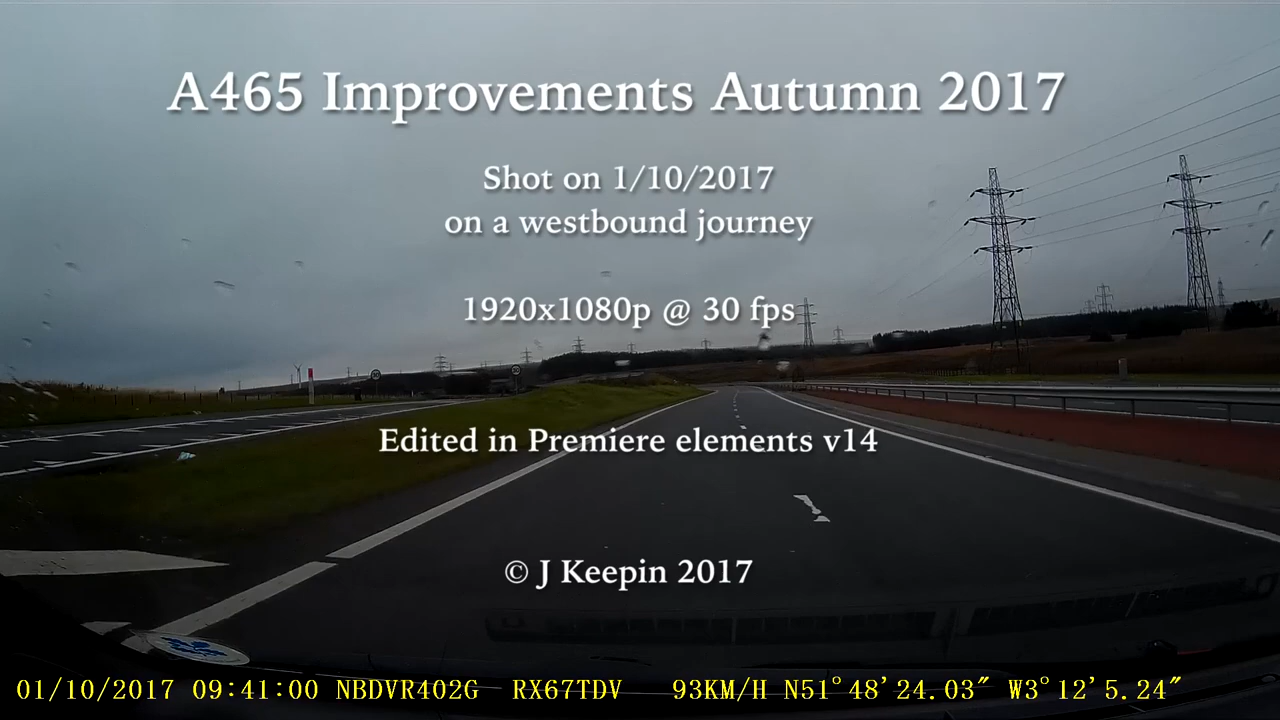 A465 Improvements Autumn 2017
Shot on 1/10/2017
on a westbound journey
1920x1080p @ 30 fps
Edited in Premiere elements v14
© J Keepin 2017
01/10/2017 09:41:00 NBDVR402G RX67TDV 93KM/H N51°48'24.03" W3°12'5.24"